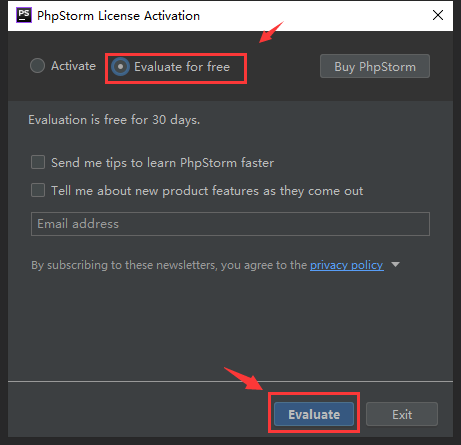 PS PhpStorm License Activation
Activate Evaluate for free Buy PhpStorm
Evaluation is free for 30 days.
Send me tips to learn PhpStorm faster
Tell me about new product features as they come out
Email address
By subscribing to these newsletters, you agree to the privacy policy
Evaluate Exit